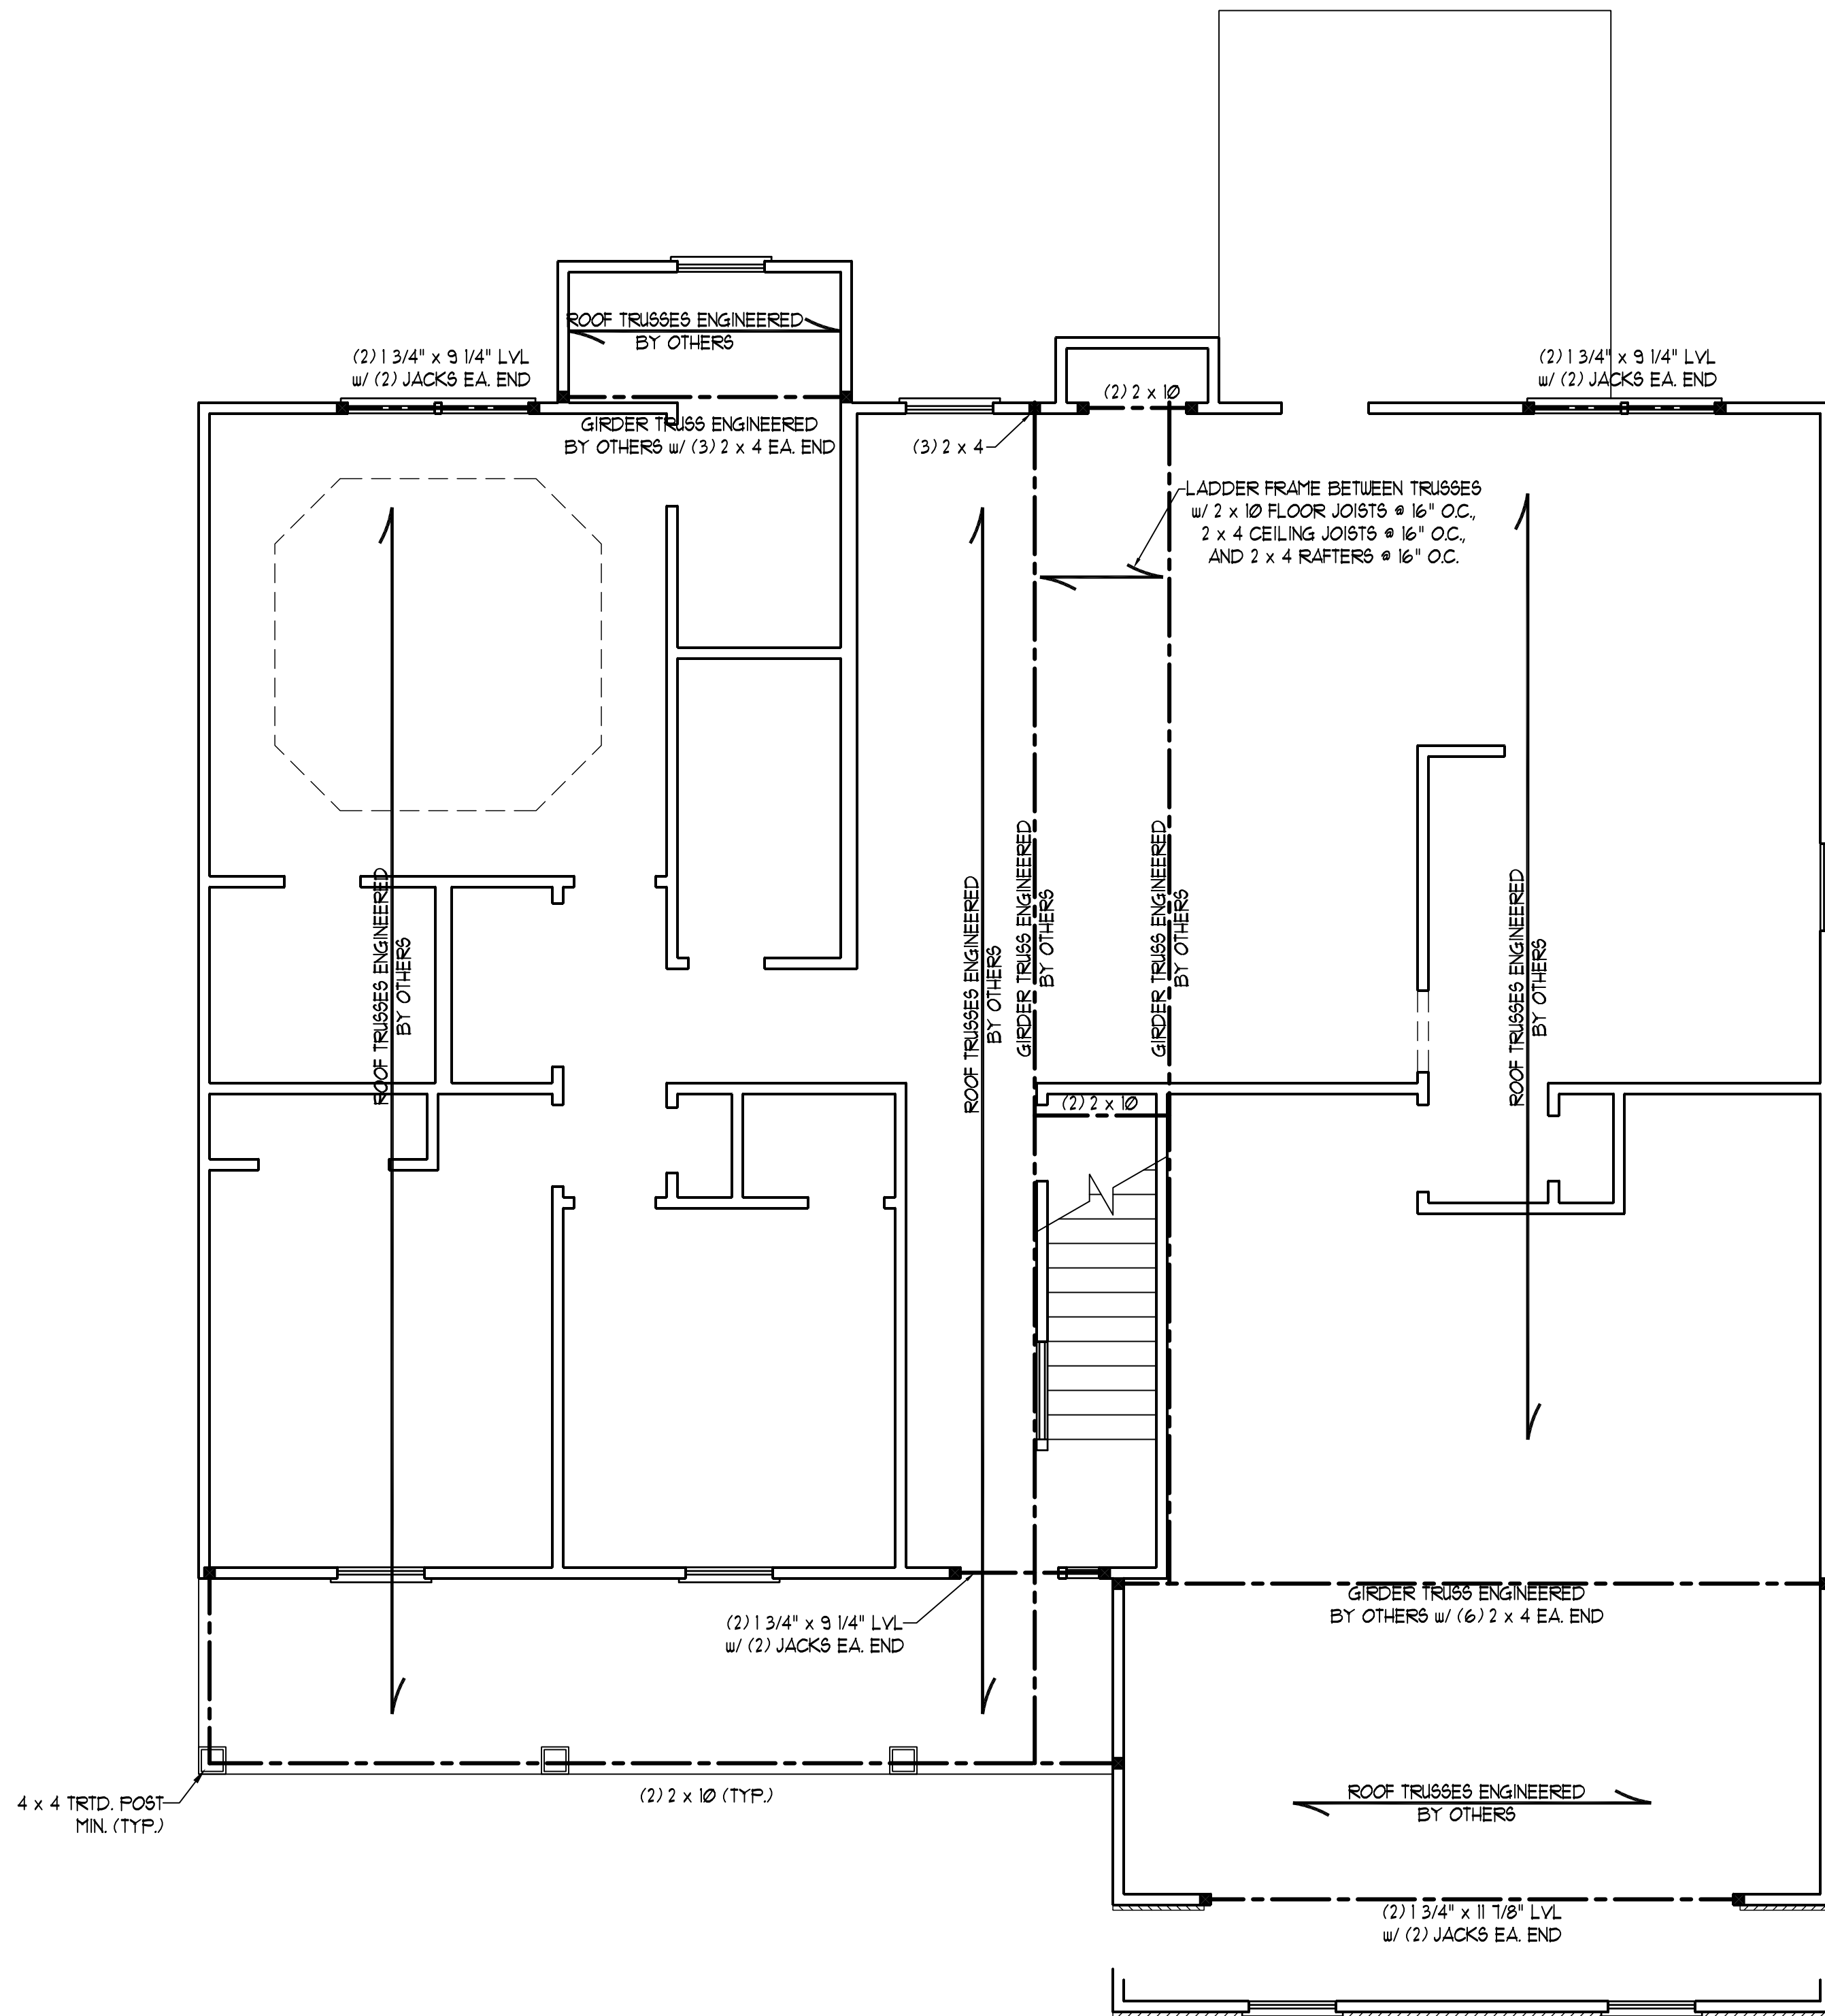 ROOF TRUSSES ENGINEERED
BY OTHERS
(2) 1 3/4" x 9 1/4" LVL
w/ (2) JACKS EA. END
(2) 1 3/4" x 9 1/4" LVL
w/ (2) JACKS EA. END
(2) 2 x 10
GIRDER TRUSS ENGINEERED
BY OTHERS w/ (3) 2 x 4 EA. END
(3) 2 x 4
LADDER FRAME BETWEEN TRUSSES
w/ 2 x 10 FLOOR JOISTS @ 16" O.C.,
2 x 4 CEILING JOISTS @ 16" O.C.,
AND 2 x 4 RAFTERS @ 16" O.C.
ROOF TRUSSES ENGINEERED
BY OTHERS
ROOF TRUSSES ENGINEERED
BY OTHERS
GIRDER TRUSS ENGINEERED
BY OTHERS
GIRDER TRUSS ENGINEERED
BY OTHERS
ROOF TRUSSES ENGINEERED
BY OTHERS
(2) 2 x 10
GIRDER TRUSS ENGINEERED
BY OTHERS w/ (6) 2 x 4 EA. END
(2) 1 3/4" x 9 1/4" LVL
w/ (2) JACKS EA. END
4 x 4 TRTD. POST
MIN. (TYP.)
(2) 2 x 10 (TYP.)
ROOF TRUSSES ENGINEERED
BY OTHERS
(2) 1 3/4" x 11 7/8" LVL
w/ (2) JACKS EA. END